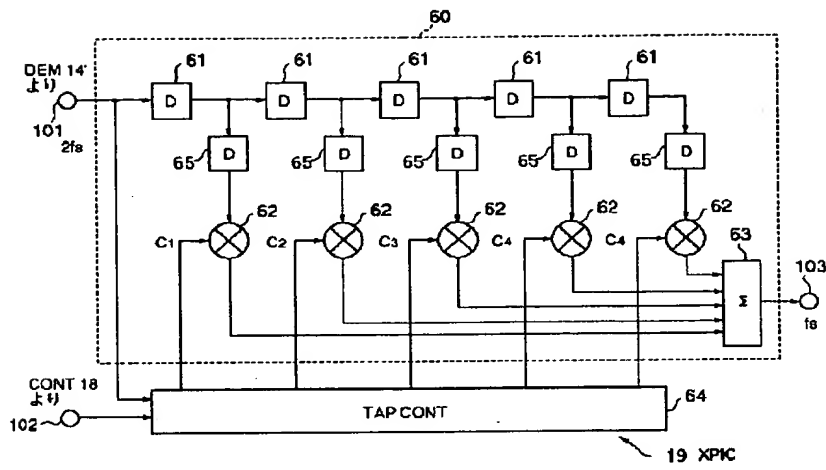 60
DEM 14'
より
61
61
61
61
61
D
D
D
D
D
101
2fs
65
D
65
D
65
D
65
D
65
D
62
62
62
62
62
C1
C2
C3
C4
C4
63
Σ
103
fs
CONT 18
より
102
TAP CONT
64
19 XPIC